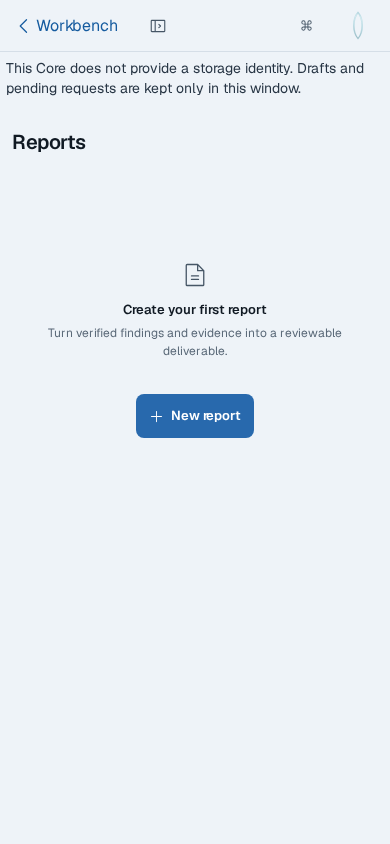 Workbench ⌘
This Core does not provide a storage identity. Drafts and
pending requests are kept only in this window.
Reports
Create your first report
Turn verified findings and evidence into a reviewable
deliverable.
New report